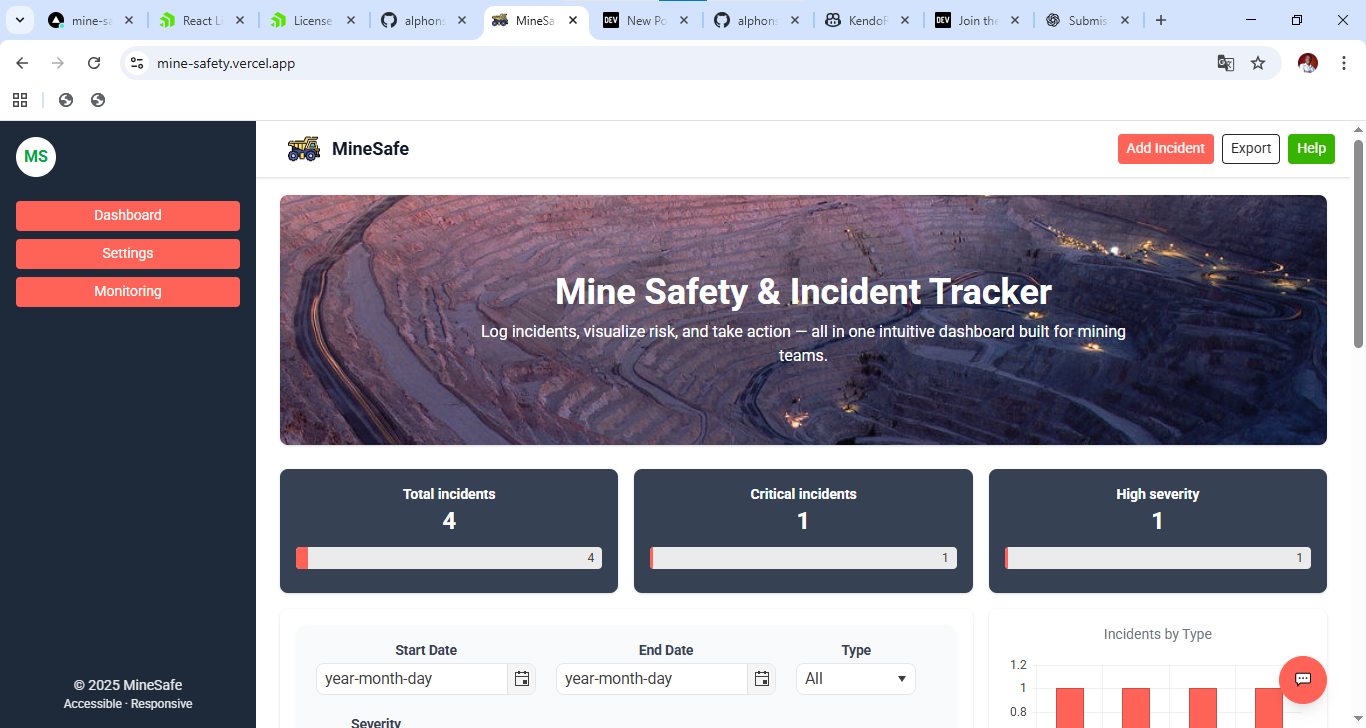 mine-sa
React Li
License
alphons
MineSa
DEV
New Po
alphons
KendoR
DEV
Join the
Submis
mine-safety.vercel.app
MS
MineSafe
Add Incident
Export
Help
Dashboard
Settings
Monitoring
Mine Safety & Incident Tracker
Log incidents, visualize risk, and take action — all in one intuitive dashboard built for mining
teams.
Total incidents
4
4
Critical incidents
1
1
High severity
1
1
Start Date
End Date
Type
year-month-day
year-month-day
All
Severity
Incidents by Type
1.2
1
0.8
© 2025 MineSafe
Accessible · Responsive